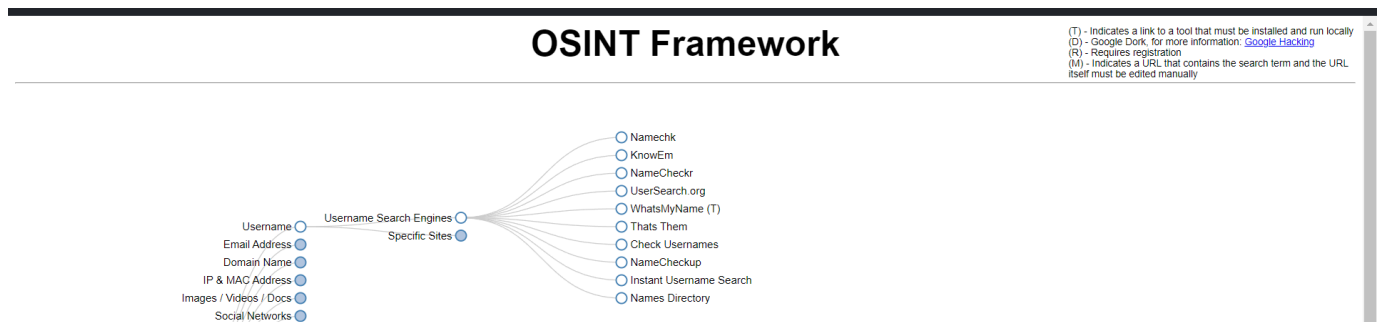 OSINT Framework
(T) - Indicates a link to a tool that must be installed and run locally
(D) - Google Dork, for more information: Google Hacking
(R) - Requires registration
(M) - Indicates a URL that contains the search term and the URL
itself must be edited manually
Username
Email Address
Domain Name
IP & MAC Address
Images / Videos / Docs
Social Networks
Username Search Engines
Specific Sites
Namechk
KnowEm
NameCheckr
UserSearch.org
WhatsMyName (T)
Thats Them
Check Usernames
NameCheckup
Instant Username Search
Names Directory